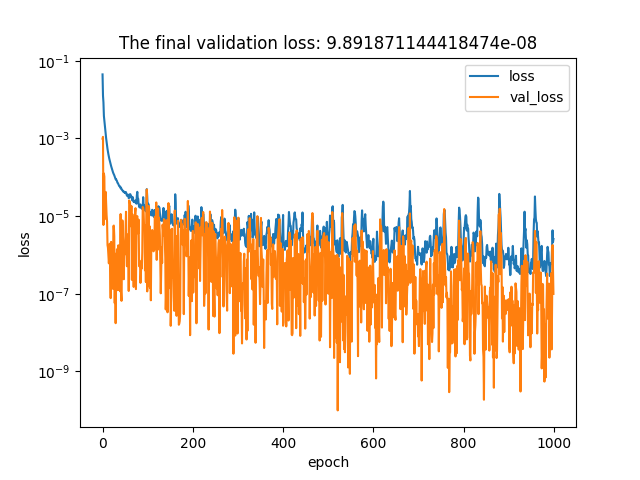 The final validation loss: 9.891871144418474e-08
loss
val_loss
10⁻¹
10⁻³
10⁻⁵
10⁻⁷
10⁻⁹
loss
0
200
400
600
800
1000
epoch